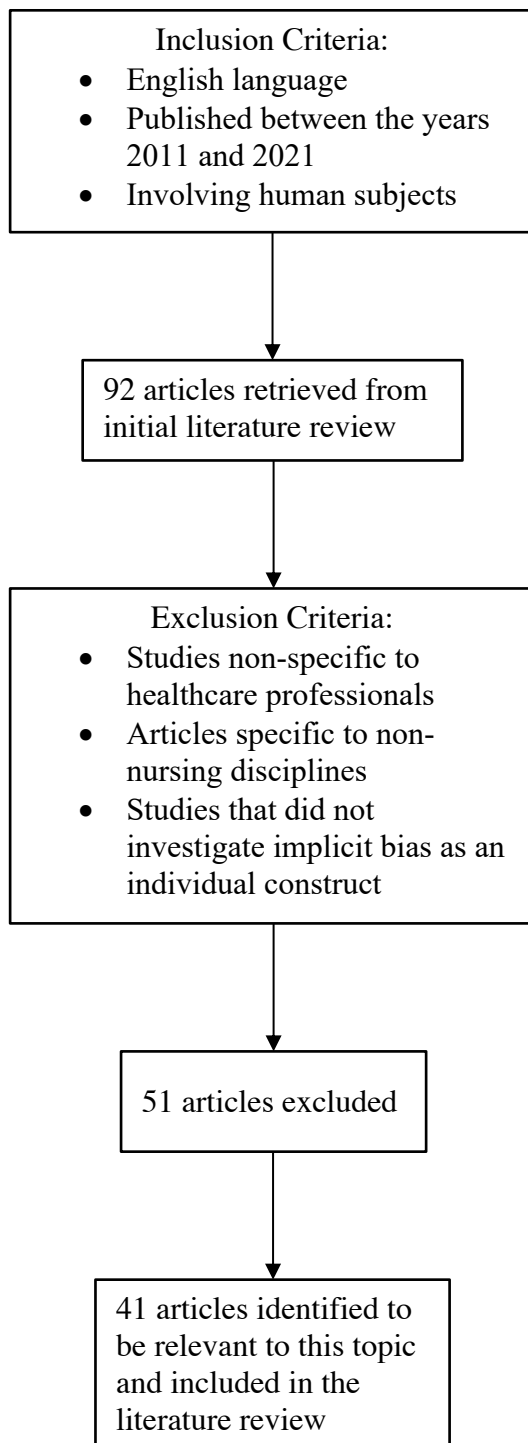 Inclusion Criteria:
• English language
• Published between the years
2011 and 2021
• Involving human subjects
92 articles retrieved from
initial literature review
Exclusion Criteria:
• Studies non-specific to
healthcare professionals
• Articles specific to non-
nursing disciplines
• Studies that did not
investigate implicit bias as an
individual construct
51 articles excluded
41 articles identified to
be relevant to this topic
and included in the
literature review